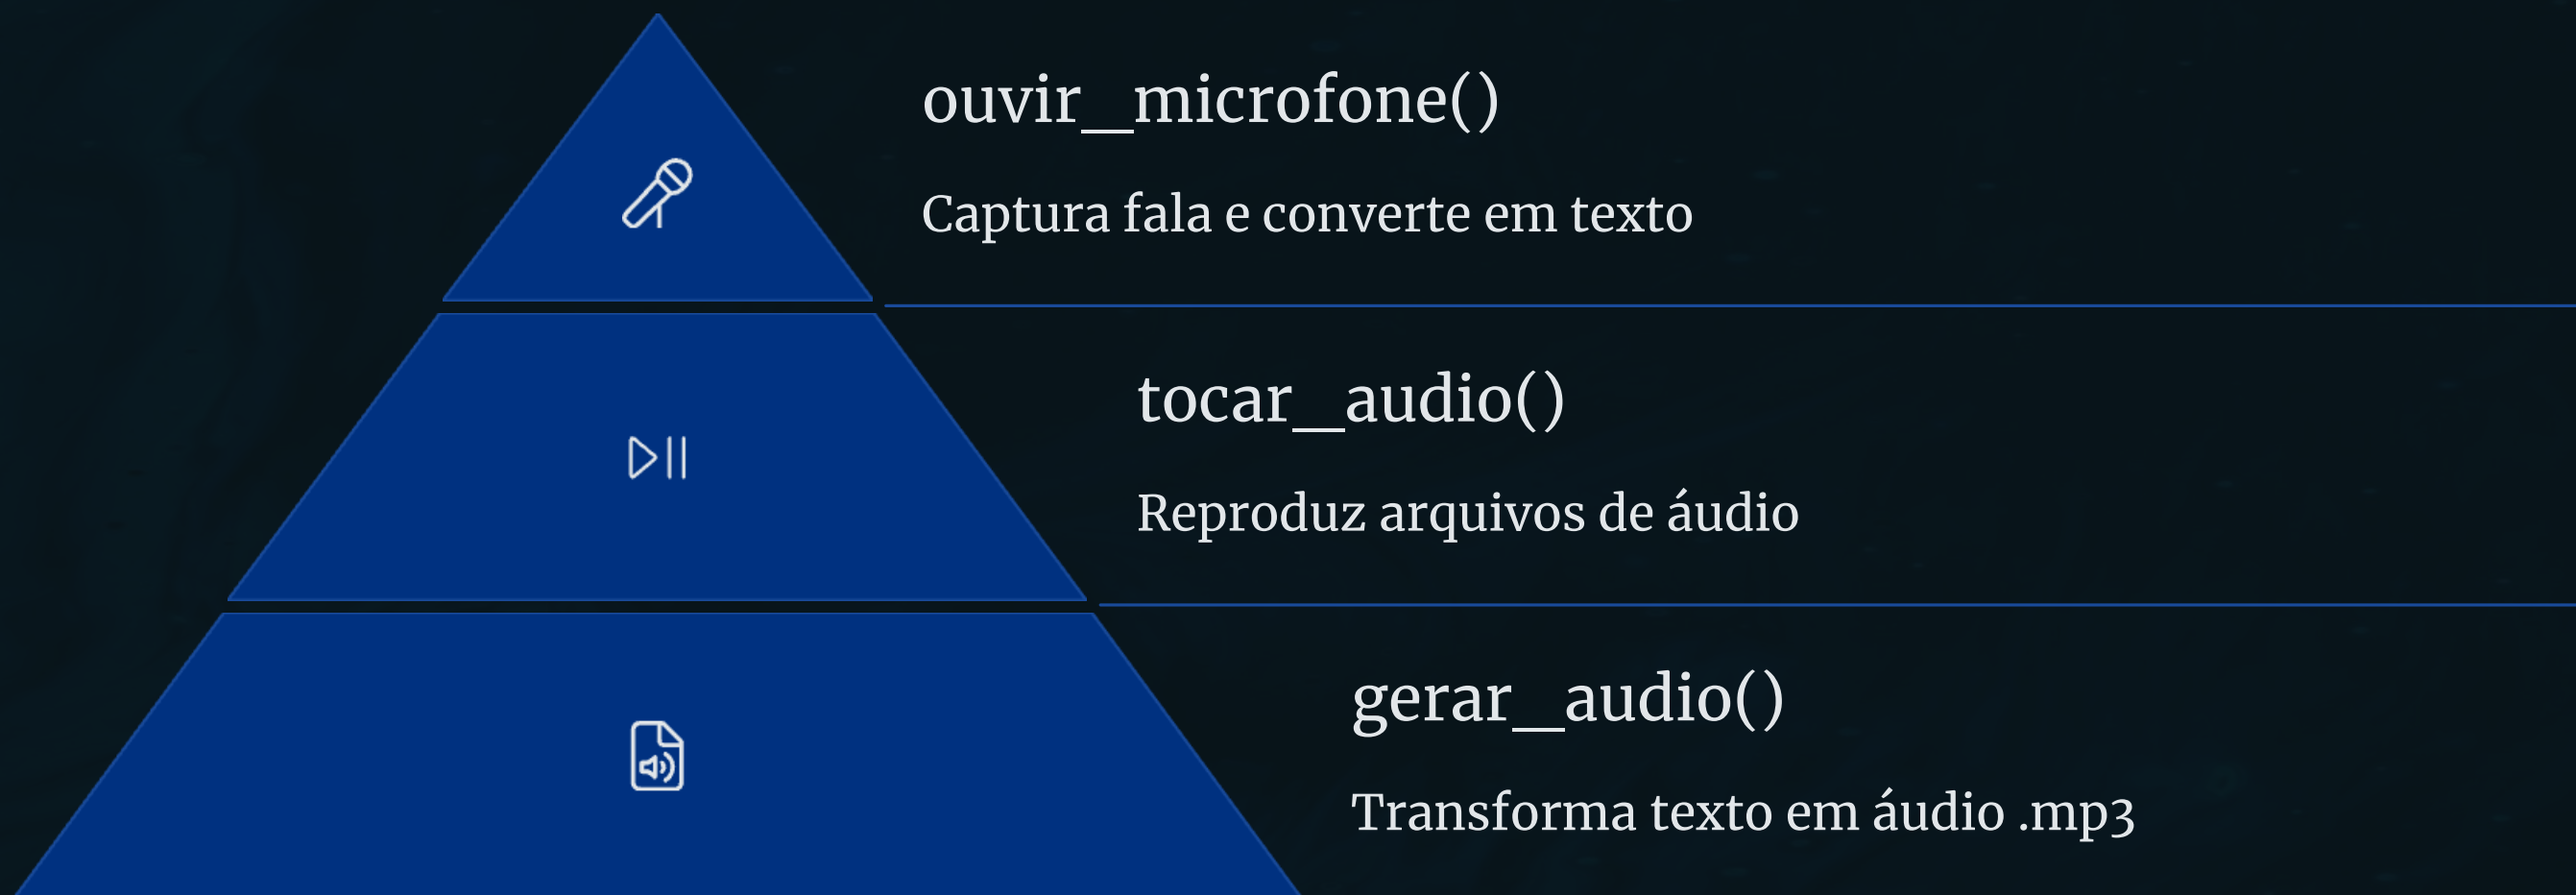 ouvir_microfone()
Captura fala e converte em texto
tocar_audio()
Reproduz arquivos de áudio
gerar_audio()
Transforma texto em áudio .mp3